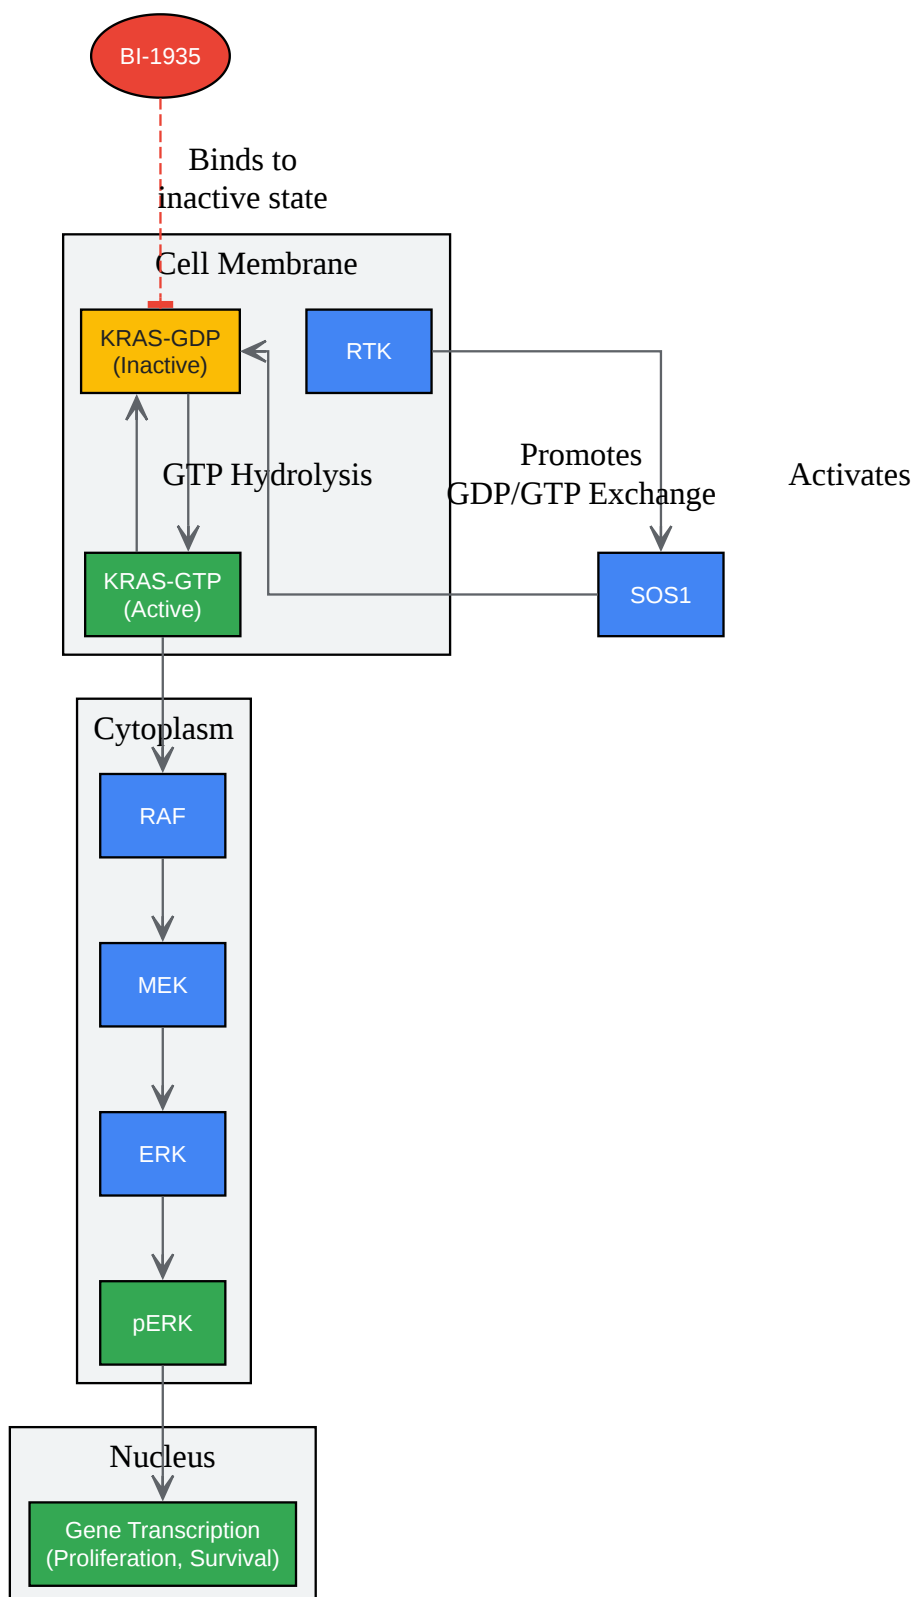 BI-1935
Binds to
inactive state
Cell Membrane
KRAS-GDP
(Inactive)
RTK
GTP Hydrolysis
Promotes
GDP/GTP Exchange
Activates
KRAS-GTP
(Active)
SOS1
Cytoplasm
RAF
MEK
ERK
pERK
Nucleus
Gene Transcription
(Proliferation, Survival)